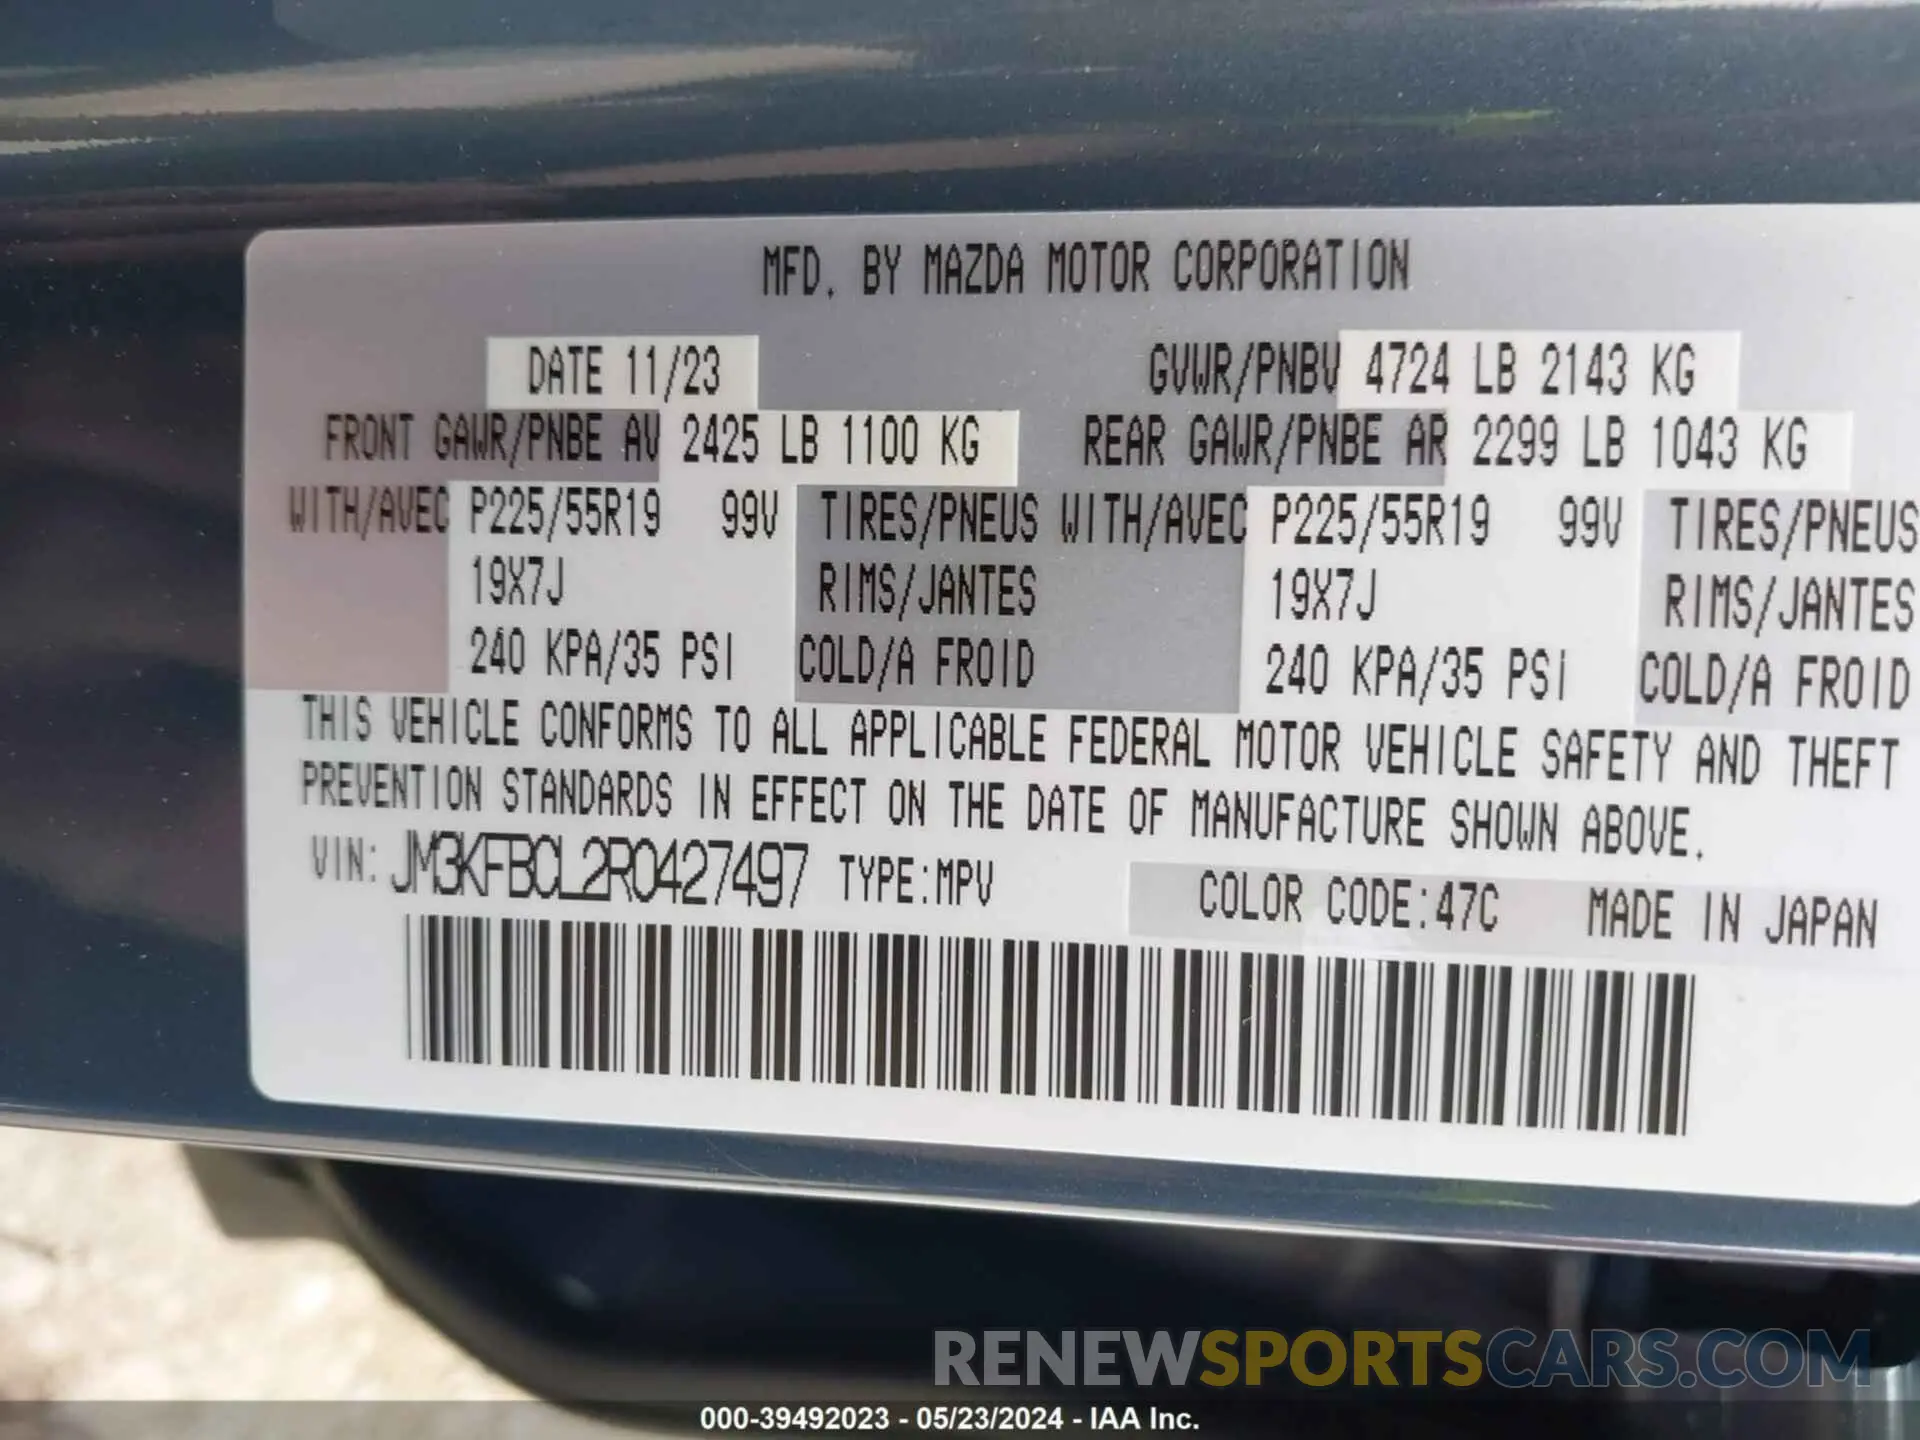 MFD. BY MAZDA MOTOR CORPORATION
DATE 11/23 GVWR/PNBV 4724 LB 2143 KG
FRONT GAWR/PNBE AV 2425 LB 1100 KG REAR GAWR/PNBE AR 2299 LB 1043 KG
WITH/AVEC P225/55R19 99V TIRES/PNEUS WITH/AVEC P225/55R19 99V TIRES/PNEUS
19X7J RIMS/JANTES 19X7J RIMS/JANTES
240 KPA/35 PSI COLD/A FROID 240 KPA/35 PSI COLD/A FROID
THIS VEHICLE CONFORMS TO ALL APPLICABLE FEDERAL MOTOR VEHICLE SAFETY AND THEFT
PREVENTION STANDARDS IN EFFECT ON THE DATE OF MANUFACTURE SHOWN ABOVE.
VIN: JM3KFBCL2R0427497 TYPE:MPV COLOR CODE:47C MADE IN JAPAN
RENEWSPORTSCARS.COM
000-39492023 - 05/23/2024 - IAA Inc.